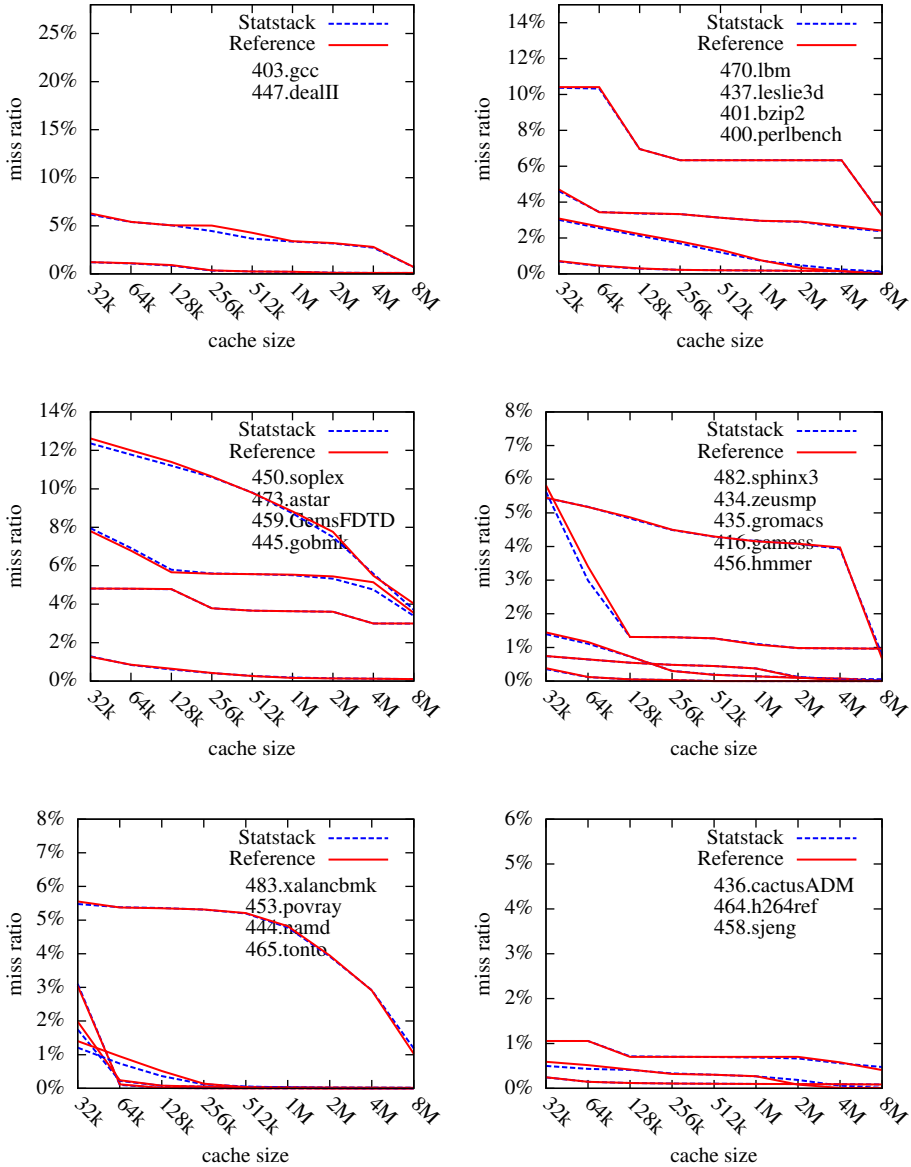 Statstack
Reference
403.gcc
447.dealII
25%
20%
15%
10%
5%
0%
miss ratio
32k 64k 128k 256k 512k 1M 2M 4M 8M
cache size
Statstack
Reference
470.lbm
437.leslie3d
401.bzip2
400.perlbench
14%
12%
10%
8%
6%
4%
2%
0%
miss ratio
32k 64k 128k 256k 512k 1M 2M 4M 8M
cache size
Statstack
Reference
450.soplex
473.astar
459.GemsFDTD
445.gobmk
14%
12%
10%
8%
6%
4%
2%
0%
miss ratio
32k 64k 128k 256k 512k 1M 2M 4M 8M
cache size
Statstack
Reference
482.sphinx3
434.zeusmp
435.gromacs
416.gamess
456.hmmer
8%
7%
6%
5%
4%
3%
2%
1%
0%
miss ratio
32k 64k 128k 256k 512k 1M 2M 4M 8M
cache size
Statstack
Reference
483.xalancbmk
453.povray
444.namd
465.tonto
8%
7%
6%
5%
4%
3%
2%
1%
0%
miss ratio
32k 64k 128k 256k 512k 1M 2M 4M 8M
cache size
Statstack
Reference
436.cactusADM
464.h264ref
458.sjeng
6%
5%
4%
3%
2%
1%
0%
miss ratio
32k 64k 128k 256k 512k 1M 2M 4M 8M
cache size